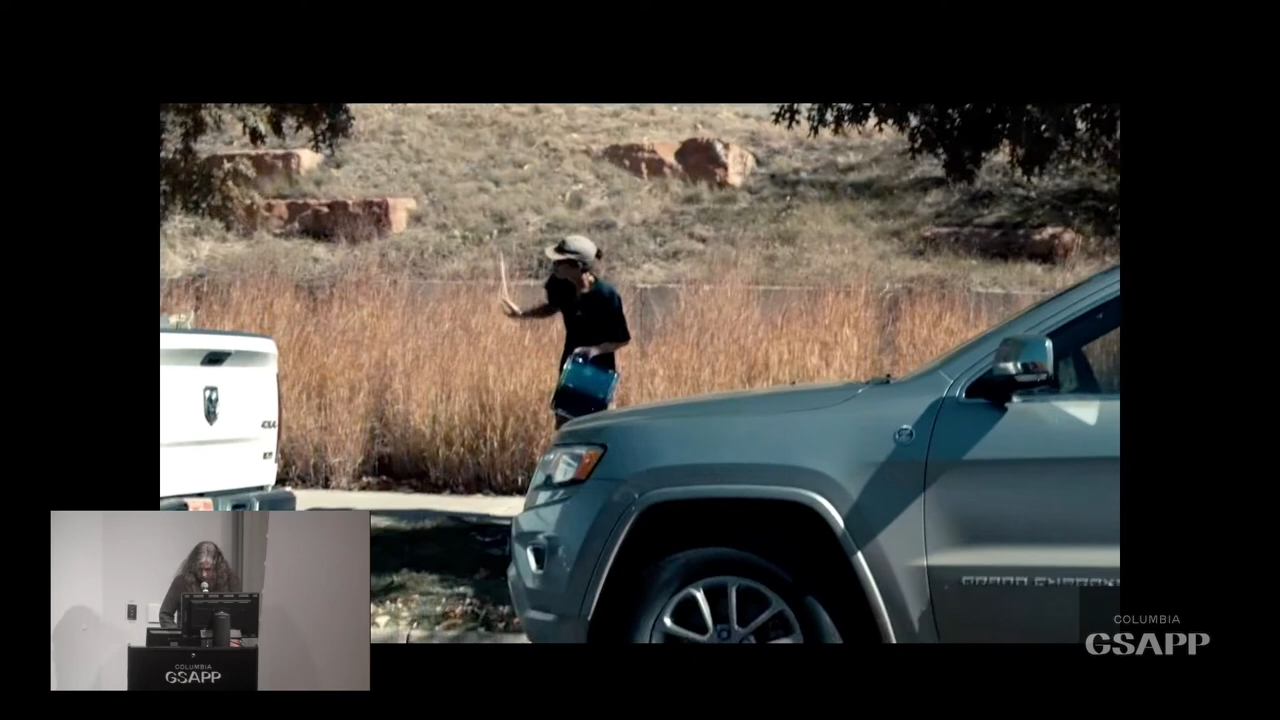 4X4
GRAND CHEROKEE
COLUMBIA
GSAPP
COLUMBIA
GSAPP